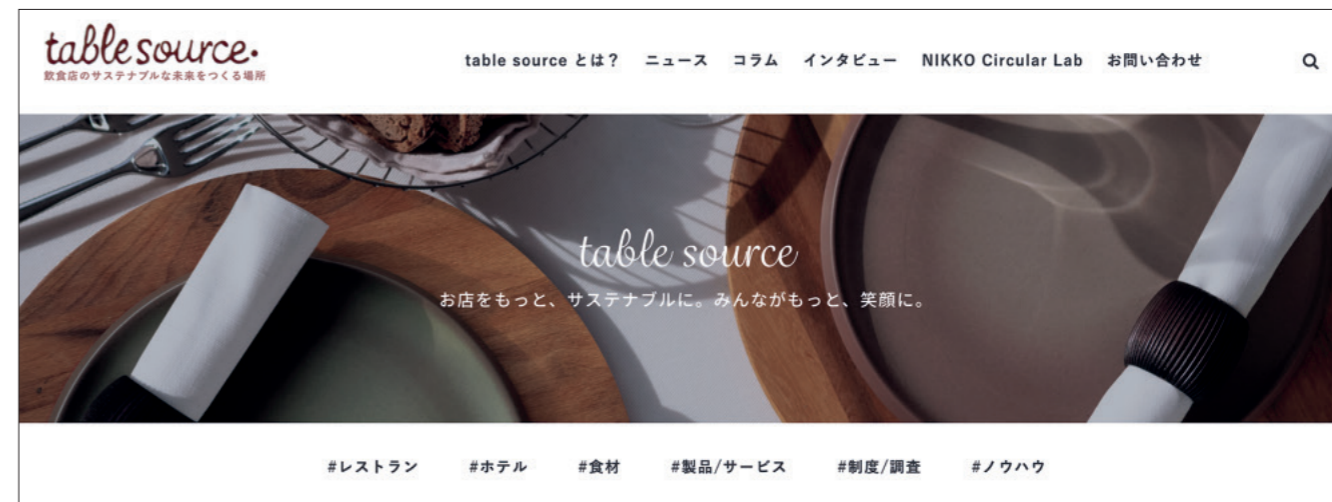 table source.
飲食店のサステナブルな未来をつくる場所
table source とは？ ニュース コラム インタビュー NIKKO Circular Lab お問い合わせ
table source
お店をもっと、サステナブルに。みんながもっと、笑顔に。
#レストラン #ホテル #食材 #製品/サービス #制度/調査 #ノウハウ